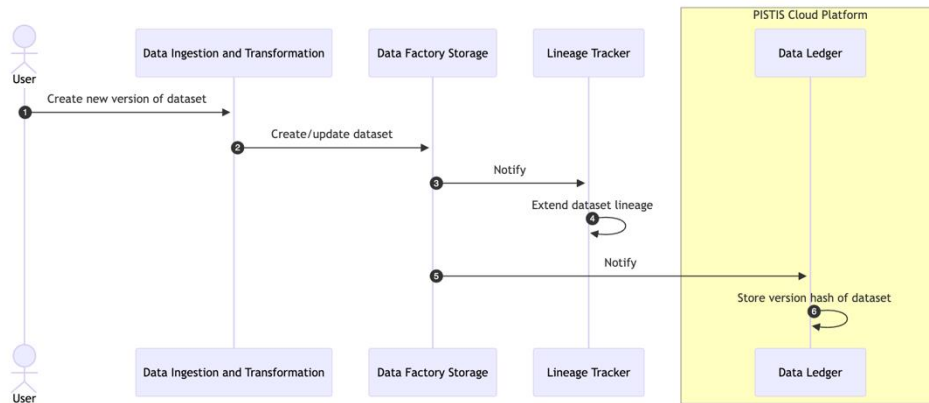 PISTIS Cloud Platform
User
Data Ingestion and Transformation
Data Factory Storage
Lineage Tracker
Data Ledger
1
Create new version of dataset
2
Create/update dataset
3
Notify
Extend dataset lineage
4
5
Notify
Store version hash of dataset
6
User
Data Ingestion and Transformation
Data Factory Storage
Lineage Tracker
Data Ledger